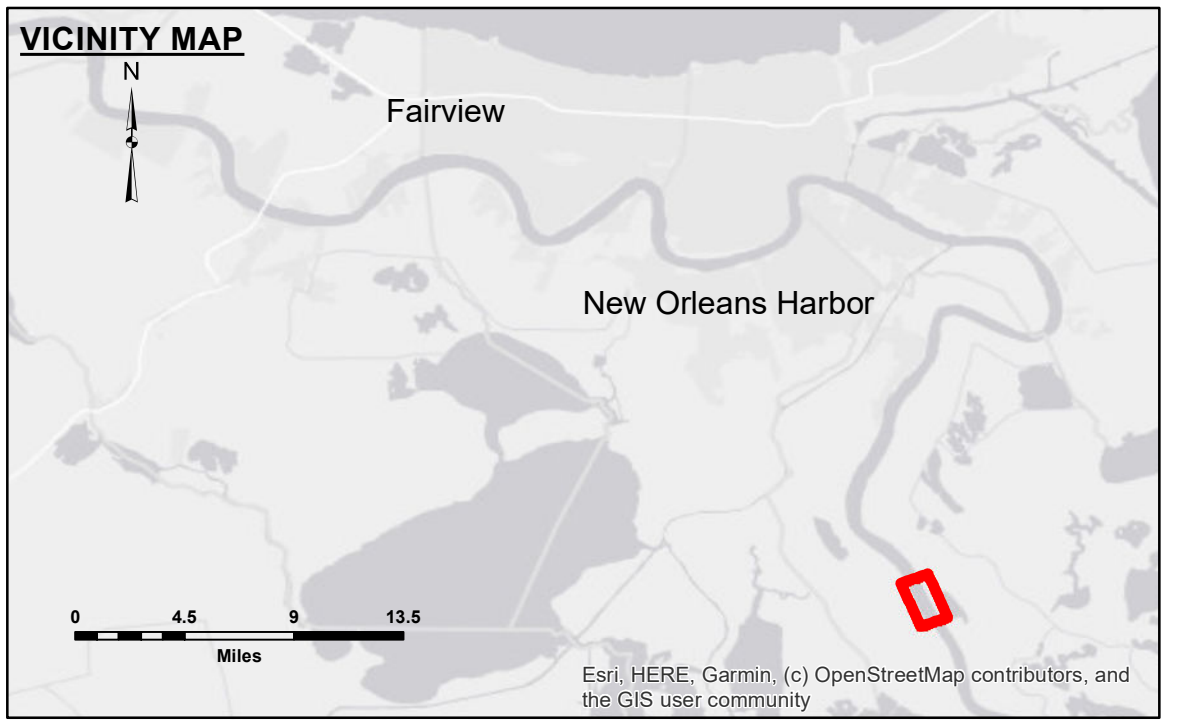 VICINITY MAP
N
Fairview
New Orleans Harbor
0 4.5 9 13.5
Miles
Esri, HERE, Garmin, (c) OpenStreetMap contributors, and
the GIS user community